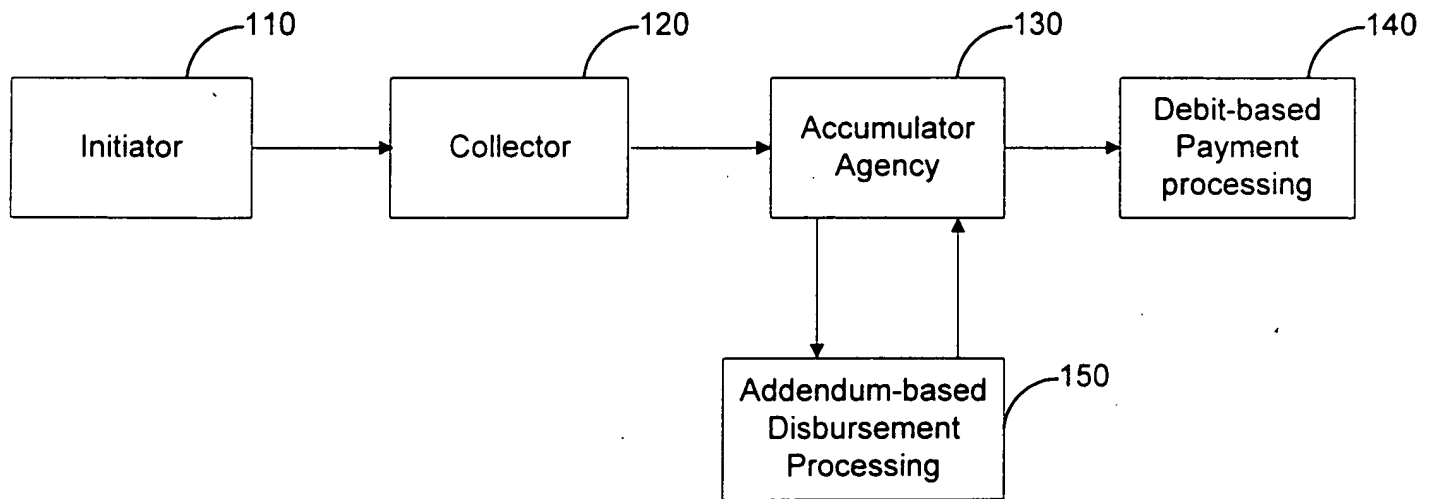 110
120
130
140
Initiator
Collector
Accumulator
Agency
Debit-based
Payment
processing
Addendum-based
Disbursement
Processing
150